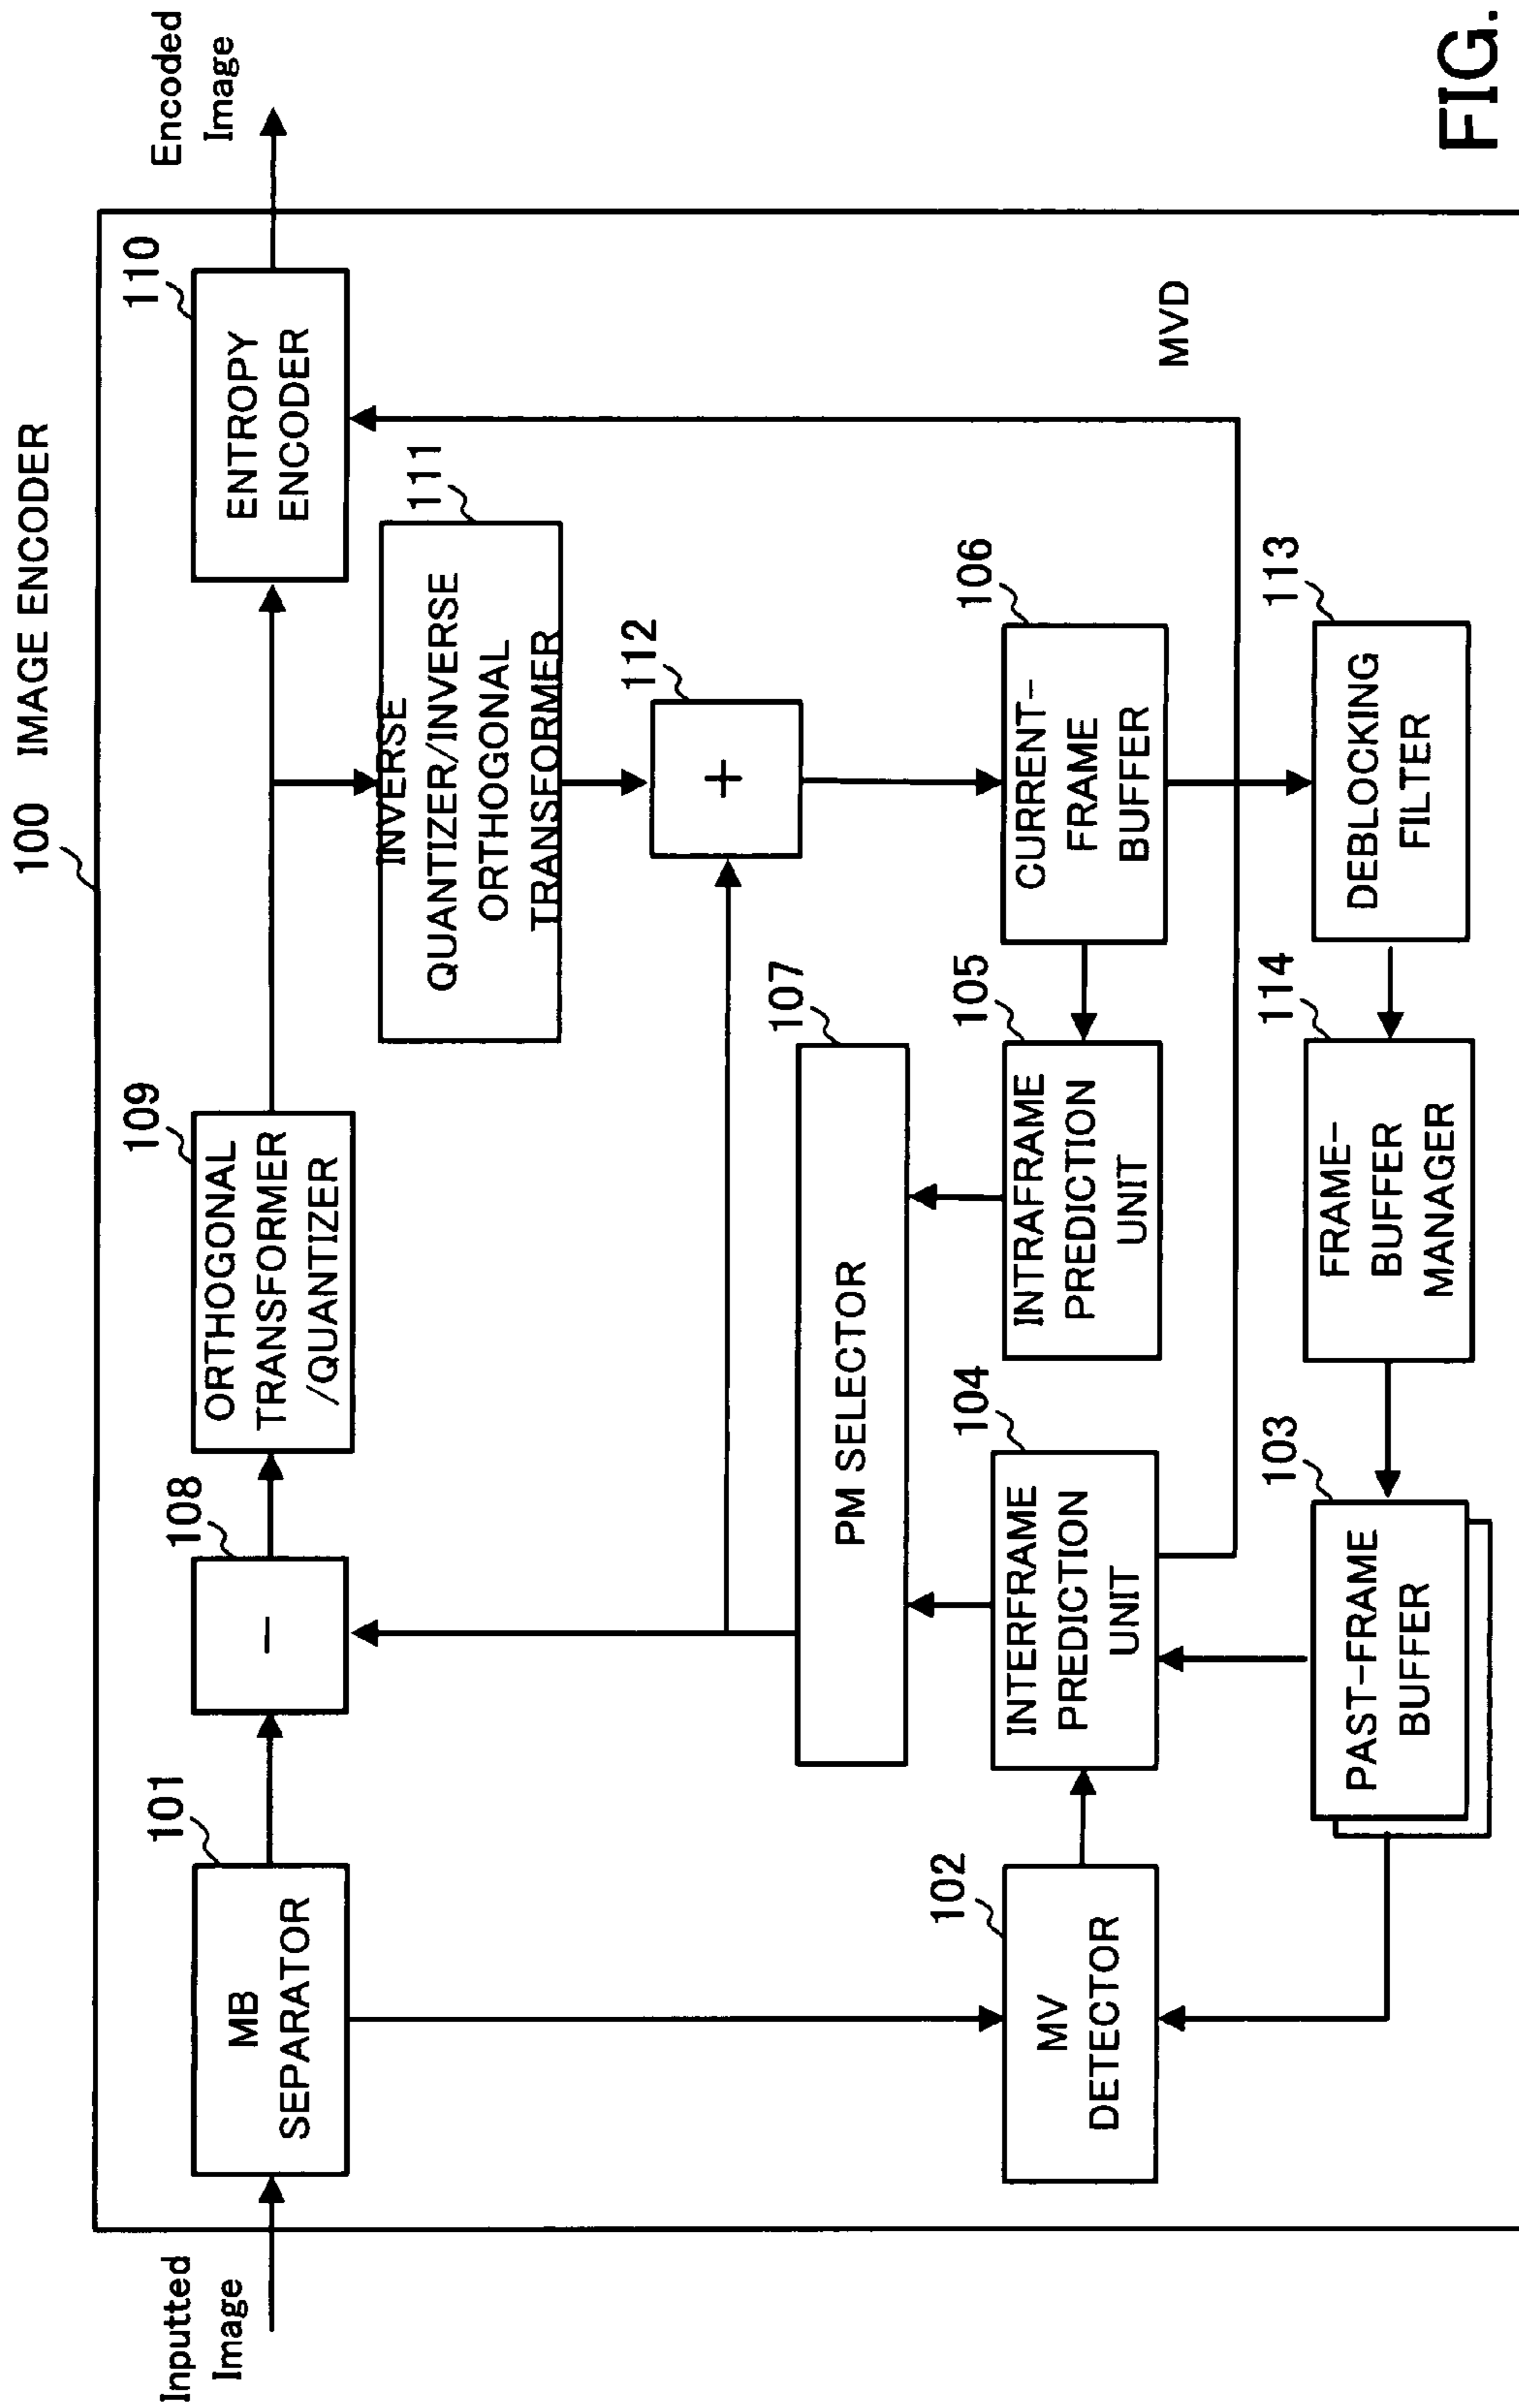 100 IMAGE ENCODER
Inputted
Image
101
MB
SEPARATOR
108
−
109
ORTHOGONAL
TRANSFORMER
/QUANTIZER
110
ENTROPY
ENCODER
Encoded
Image
111
INVERSE
QUANTIZER/INVERSE
ORTHOGONAL
TRANSFORMER
112
+
107
PM SELECTOR
102
MV
DETECTOR
104
INTERFRAME
PREDICTION
UNIT
105
INTRAFRAME
PREDICTION
UNIT
106
CURRENT-
FRAME
BUFFER
MVD
103
PAST-FRAME
BUFFER
114
FRAME-
BUFFER
MANAGER
113
DEBLOCKING
FILTER
FIG.